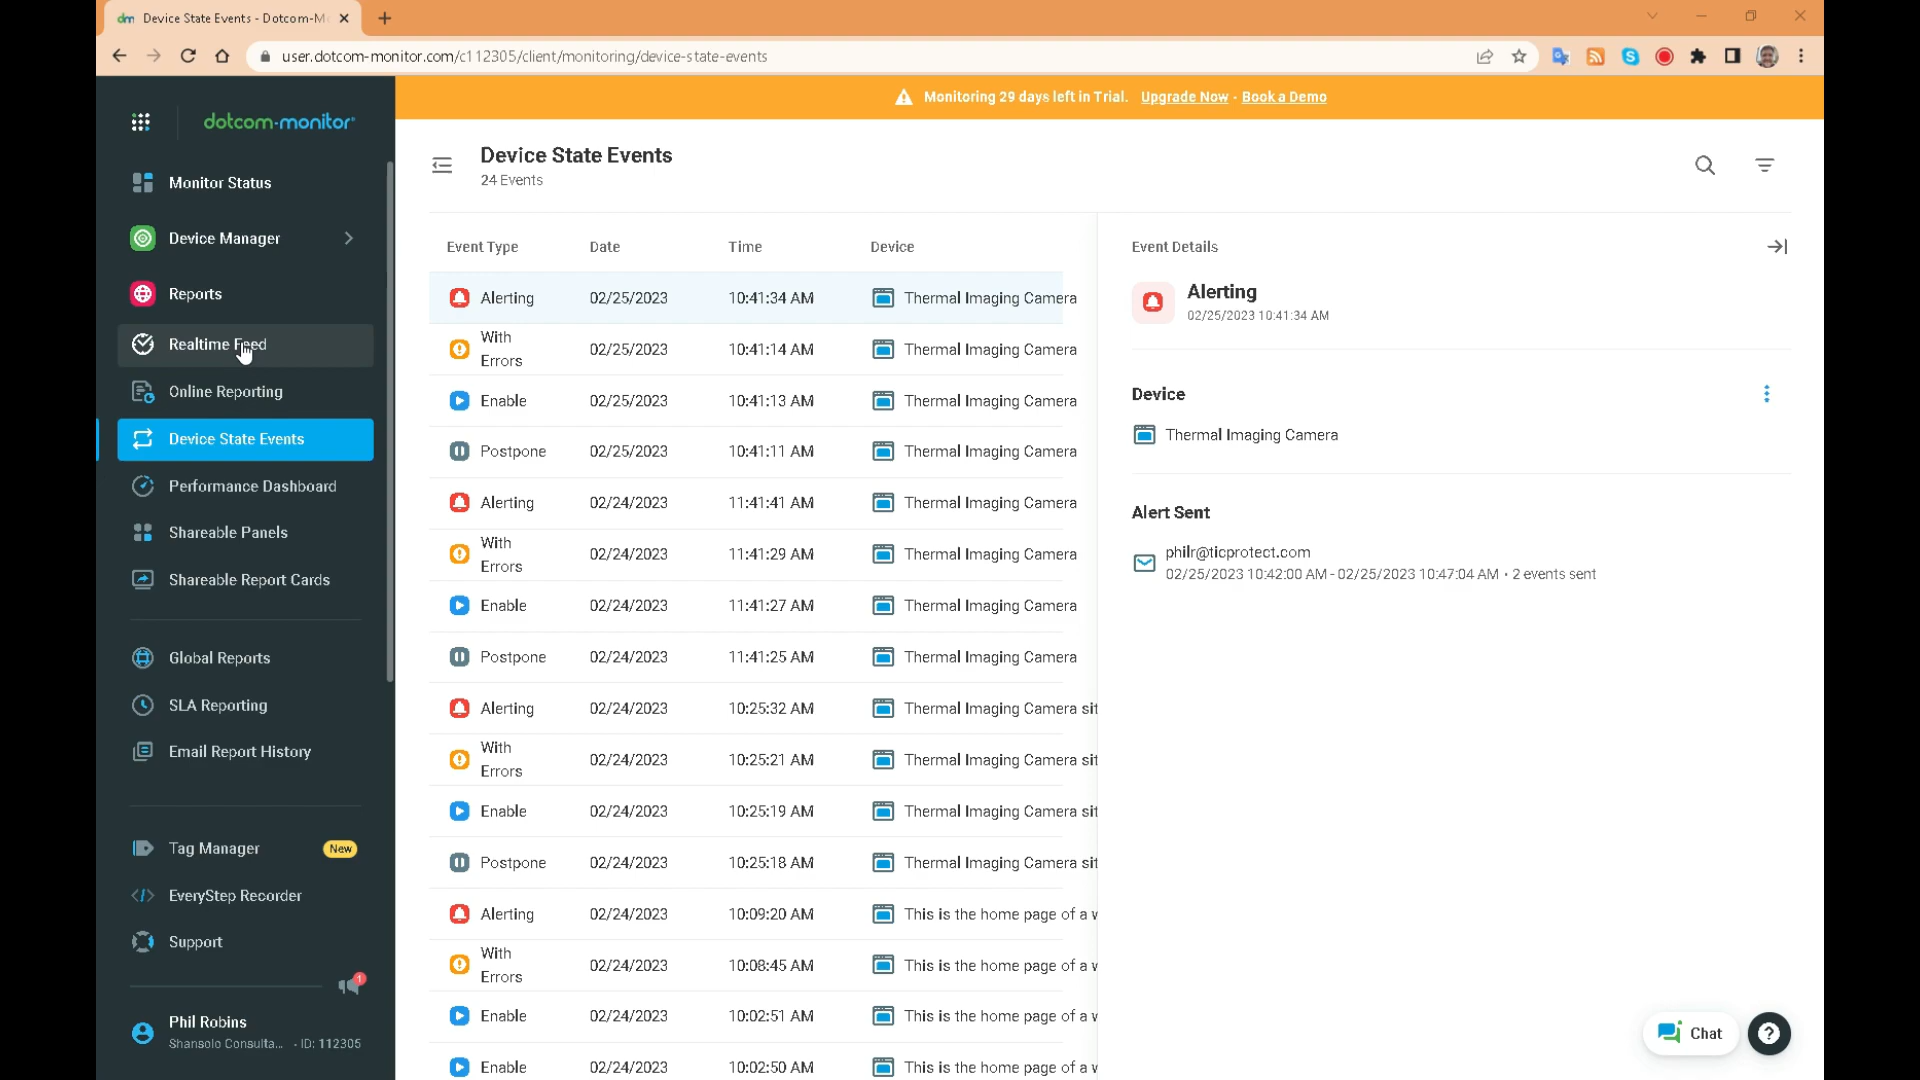 dm Device State Events - Dotcom-M
user.dotcom-monitor.com/c112305/client/monitoring/device-state-events
Monitoring 29 days left in Trial. Upgrade Now - Book a Demo
dotcom-monitor
Monitor Status
Device Manager
Reports
Realtime Feed
Online Reporting
Device State Events
Performance Dashboard
Shareable Panels
Shareable Report Cards
Global Reports
SLA Reporting
Email Report History
Tag Manager New
EveryStep Recorder
Support
1
Phil Robins
Shansolo Consulta... - ID: 112305
Device State Events
24 Events
Event Type Date Time Device
Alerting 02/25/2023 10:41:34 AM Thermal Imaging Camera
With Errors 02/25/2023 10:41:14 AM Thermal Imaging Camera
Enable 02/25/2023 10:41:13 AM Thermal Imaging Camera
Postpone 02/25/2023 10:41:11 AM Thermal Imaging Camera
Alerting 02/24/2023 11:41:41 AM Thermal Imaging Camera
With Errors 02/24/2023 11:41:29 AM Thermal Imaging Camera
Enable 02/24/2023 11:41:27 AM Thermal Imaging Camera
Postpone 02/24/2023 11:41:25 AM Thermal Imaging Camera
Alerting 02/24/2023 10:25:32 AM Thermal Imaging Camera sit
With Errors 02/24/2023 10:25:21 AM Thermal Imaging Camera sit
Enable 02/24/2023 10:25:19 AM Thermal Imaging Camera sit
Postpone 02/24/2023 10:25:18 AM Thermal Imaging Camera sit
Alerting 02/24/2023 10:09:20 AM This is the home page of a w
With Errors 02/24/2023 10:08:45 AM This is the home page of a w
Enable 02/24/2023 10:02:51 AM This is the home page of a w
Enable 02/24/2023 10:02:50 AM This is the home page of a w
Event Details
Alerting
02/25/2023 10:41:34 AM
Device
Thermal Imaging Camera
Alert Sent
philr@ticprotect.com
02/25/2023 10:42:00 AM - 02/25/2023 10:47:04 AM • 2 events sent
Chat
?